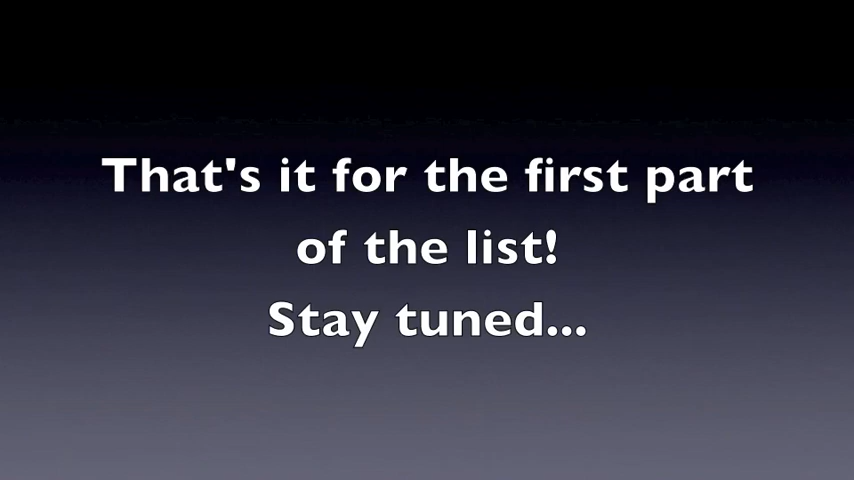 That's it for the first part
of the list!
Stay tuned...